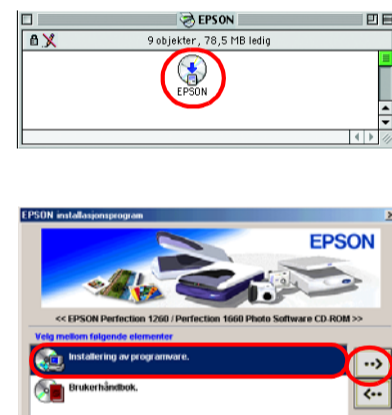 EPSON
9 objekter, 78,5 MB ledig
EPSON
EPSON installasjonsprogram
EPSON
<< EPSON Perfection 1260 / Perfection 1660 Photo Software CD-ROM >>
Velg mellom følgende elementer
Installering av programvare.
Brukerhåndbok.